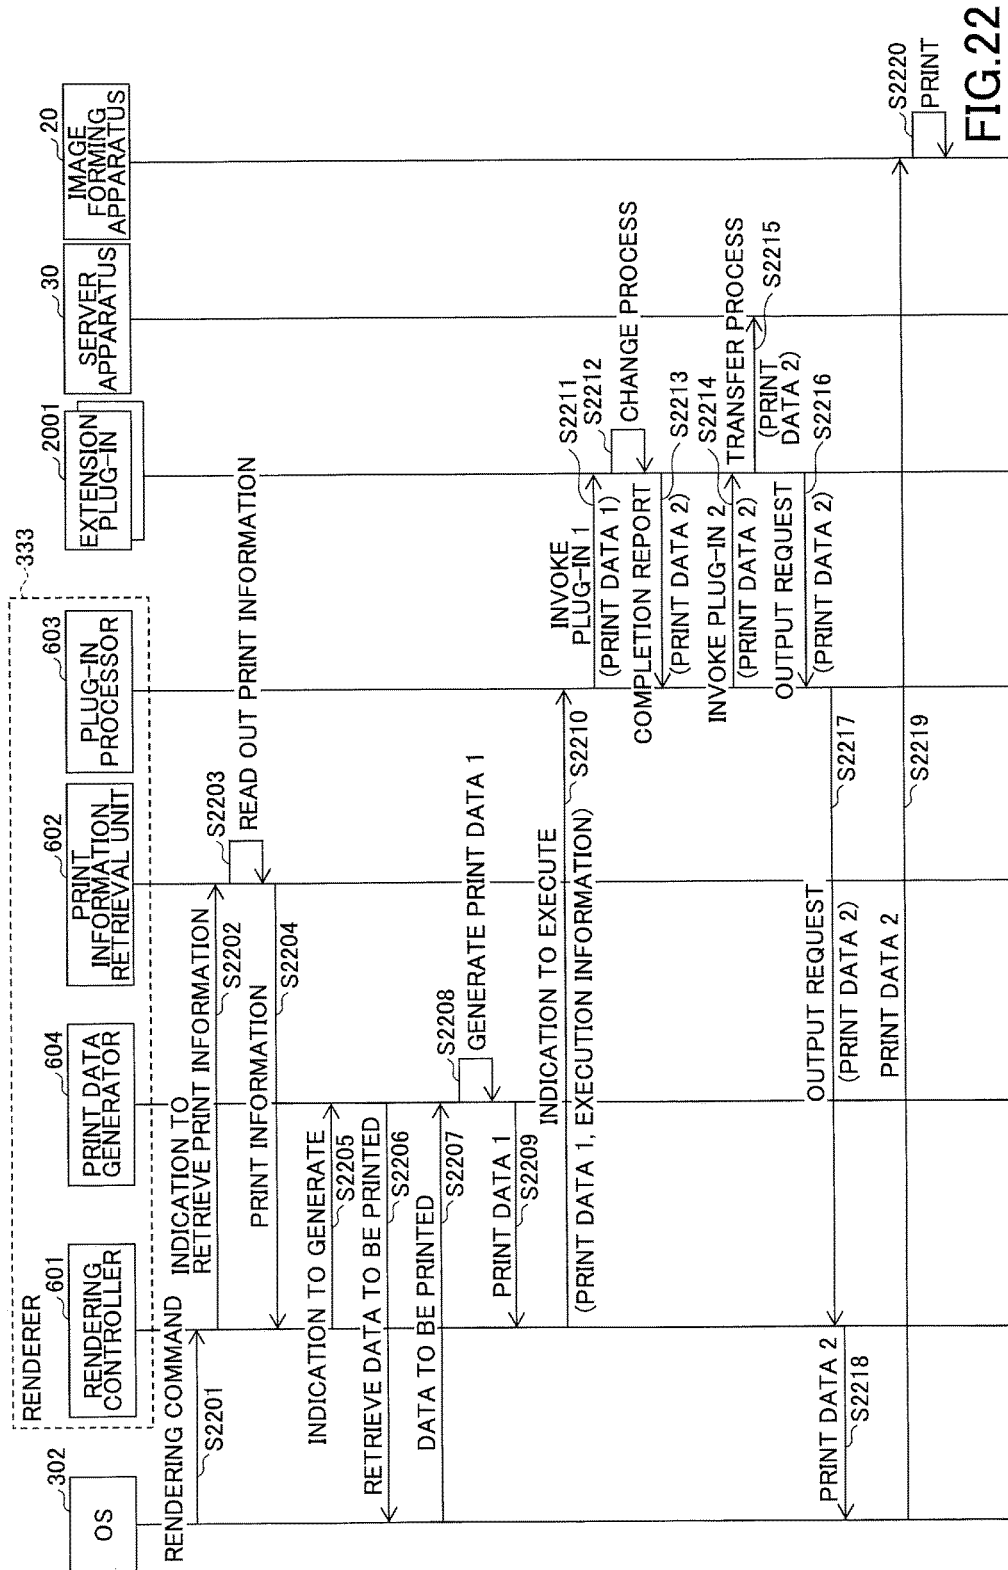 RENDERER
333
302
OS
601
RENDERING
CONTROLLER
604
PRINT DATA
GENERATOR
602
PRINT
INFORMATION
RETRIEVAL UNIT
603
PLUG-IN
PROCESSOR
2001
EXTENSION
PLUG-IN
30
SERVER
APPARATUS
20
IMAGE
FORMING
APPARATUS
RENDERING COMMAND
S2201
INDICATION TO
RETRIEVE PRINT INFORMATION
S2202
S2203
READ OUT PRINT INFORMATION
PRINT INFORMATION
S2204
INDICATION TO GENERATE
S2205
RETRIEVE DATA TO BE PRINTED
S2206
DATA TO BE PRINTED
S2207
S2208
GENERATE PRINT DATA 1
PRINT DATA 1
S2209
INDICATION TO EXECUTE
(PRINT DATA 1, EXECUTION INFORMATION)
S2210
INVOKE
PLUG-IN 1
(PRINT DATA 1)
S2211
S2212
CHANGE PROCESS
COMPLETION REPORT
(PRINT DATA 2)
S2213
INVOKE PLUG-IN 2
(PRINT DATA 2)
S2214
TRANSFER PROCESS
(PRINT
DATA 2)
S2215
OUTPUT REQUEST
(PRINT DATA 2)
S2216
OUTPUT REQUEST
(PRINT DATA 2)
S2217
PRINT DATA 2
S2218
PRINT DATA 2
S2219
S2220
PRINT
FIG.22